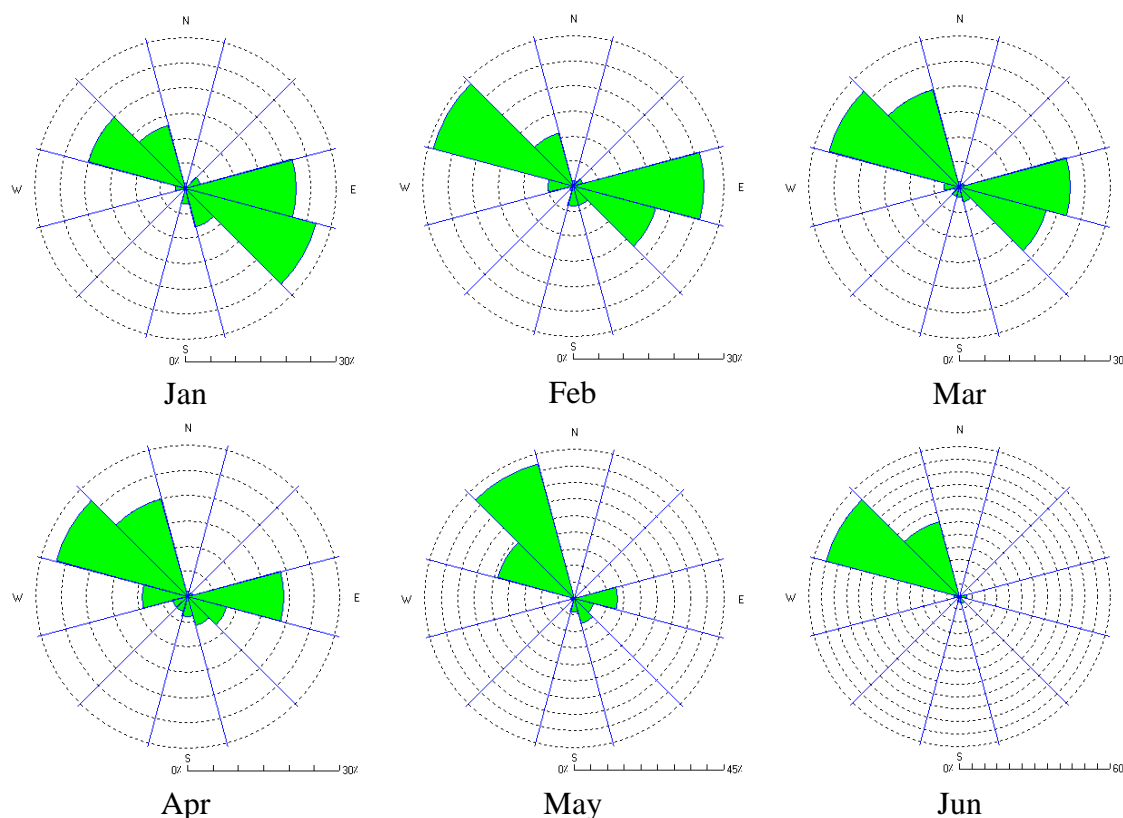 N N N
W E W E W E
S S S
0% 30% 0% 30% 0% 30
Jan Feb Mar
N N N
W E W E W E
S S S
0% 30% 0% 45% 0% 60
Apr May Jun